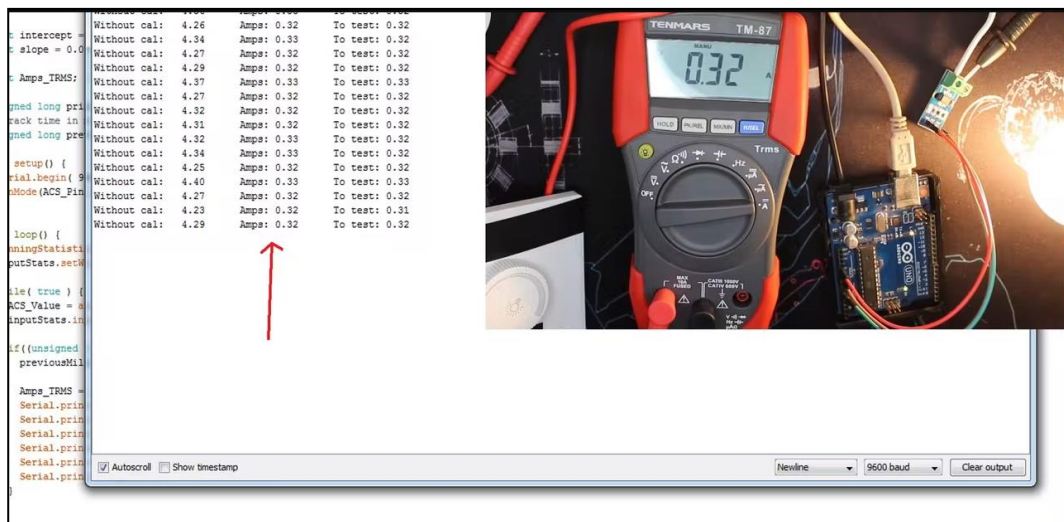 Without cal: 4.26 Amps: 0.32 To test: 0.32
Without cal: 4.34 Amps: 0.33 To test: 0.32
Without cal: 4.27 Amps: 0.32 To test: 0.32
Without cal: 4.29 Amps: 0.32 To test: 0.32
Without cal: 4.37 Amps: 0.33 To test: 0.33
Without cal: 4.27 Amps: 0.32 To test: 0.32
Without cal: 4.32 Amps: 0.32 To test: 0.32
Without cal: 4.31 Amps: 0.32 To test: 0.32
Without cal: 4.32 Amps: 0.33 To test: 0.32
Without cal: 4.34 Amps: 0.33 To test: 0.32
Without cal: 4.25 Amps: 0.32 To test: 0.32
Without cal: 4.40 Amps: 0.33 To test: 0.33
Without cal: 4.27 Amps: 0.32 To test: 0.32
Without cal: 4.23 Amps: 0.32 To test: 0.31
Without cal: 4.29 Amps: 0.32 To test: 0.32
t intercept =
t slope = 0.0
t Amps_TRMS;
gned long pri
rack time in
gned long pre
setup() {
rial.begin( 9
nMode(ACS_Pin
loop() {
nningStatisti
putStats.setW
ile( true ) {
ACS_Value = a
inputStats.in
if((unsigned
previousMil
Amps_TRMS =
Serial.prin
Serial.prin
Serial.prin
Serial.prin
Serial.prin
Serial.prin
}
TENMARS TM-87
MANU
0.32 A
HOLD
Trms
OFF
Hz
MAX
10A
FUSED
CATIII 1000V
CATIV 600V
ARDUINO
UNO
Autoscroll Show timestamp Newline 9600 baud Clear output